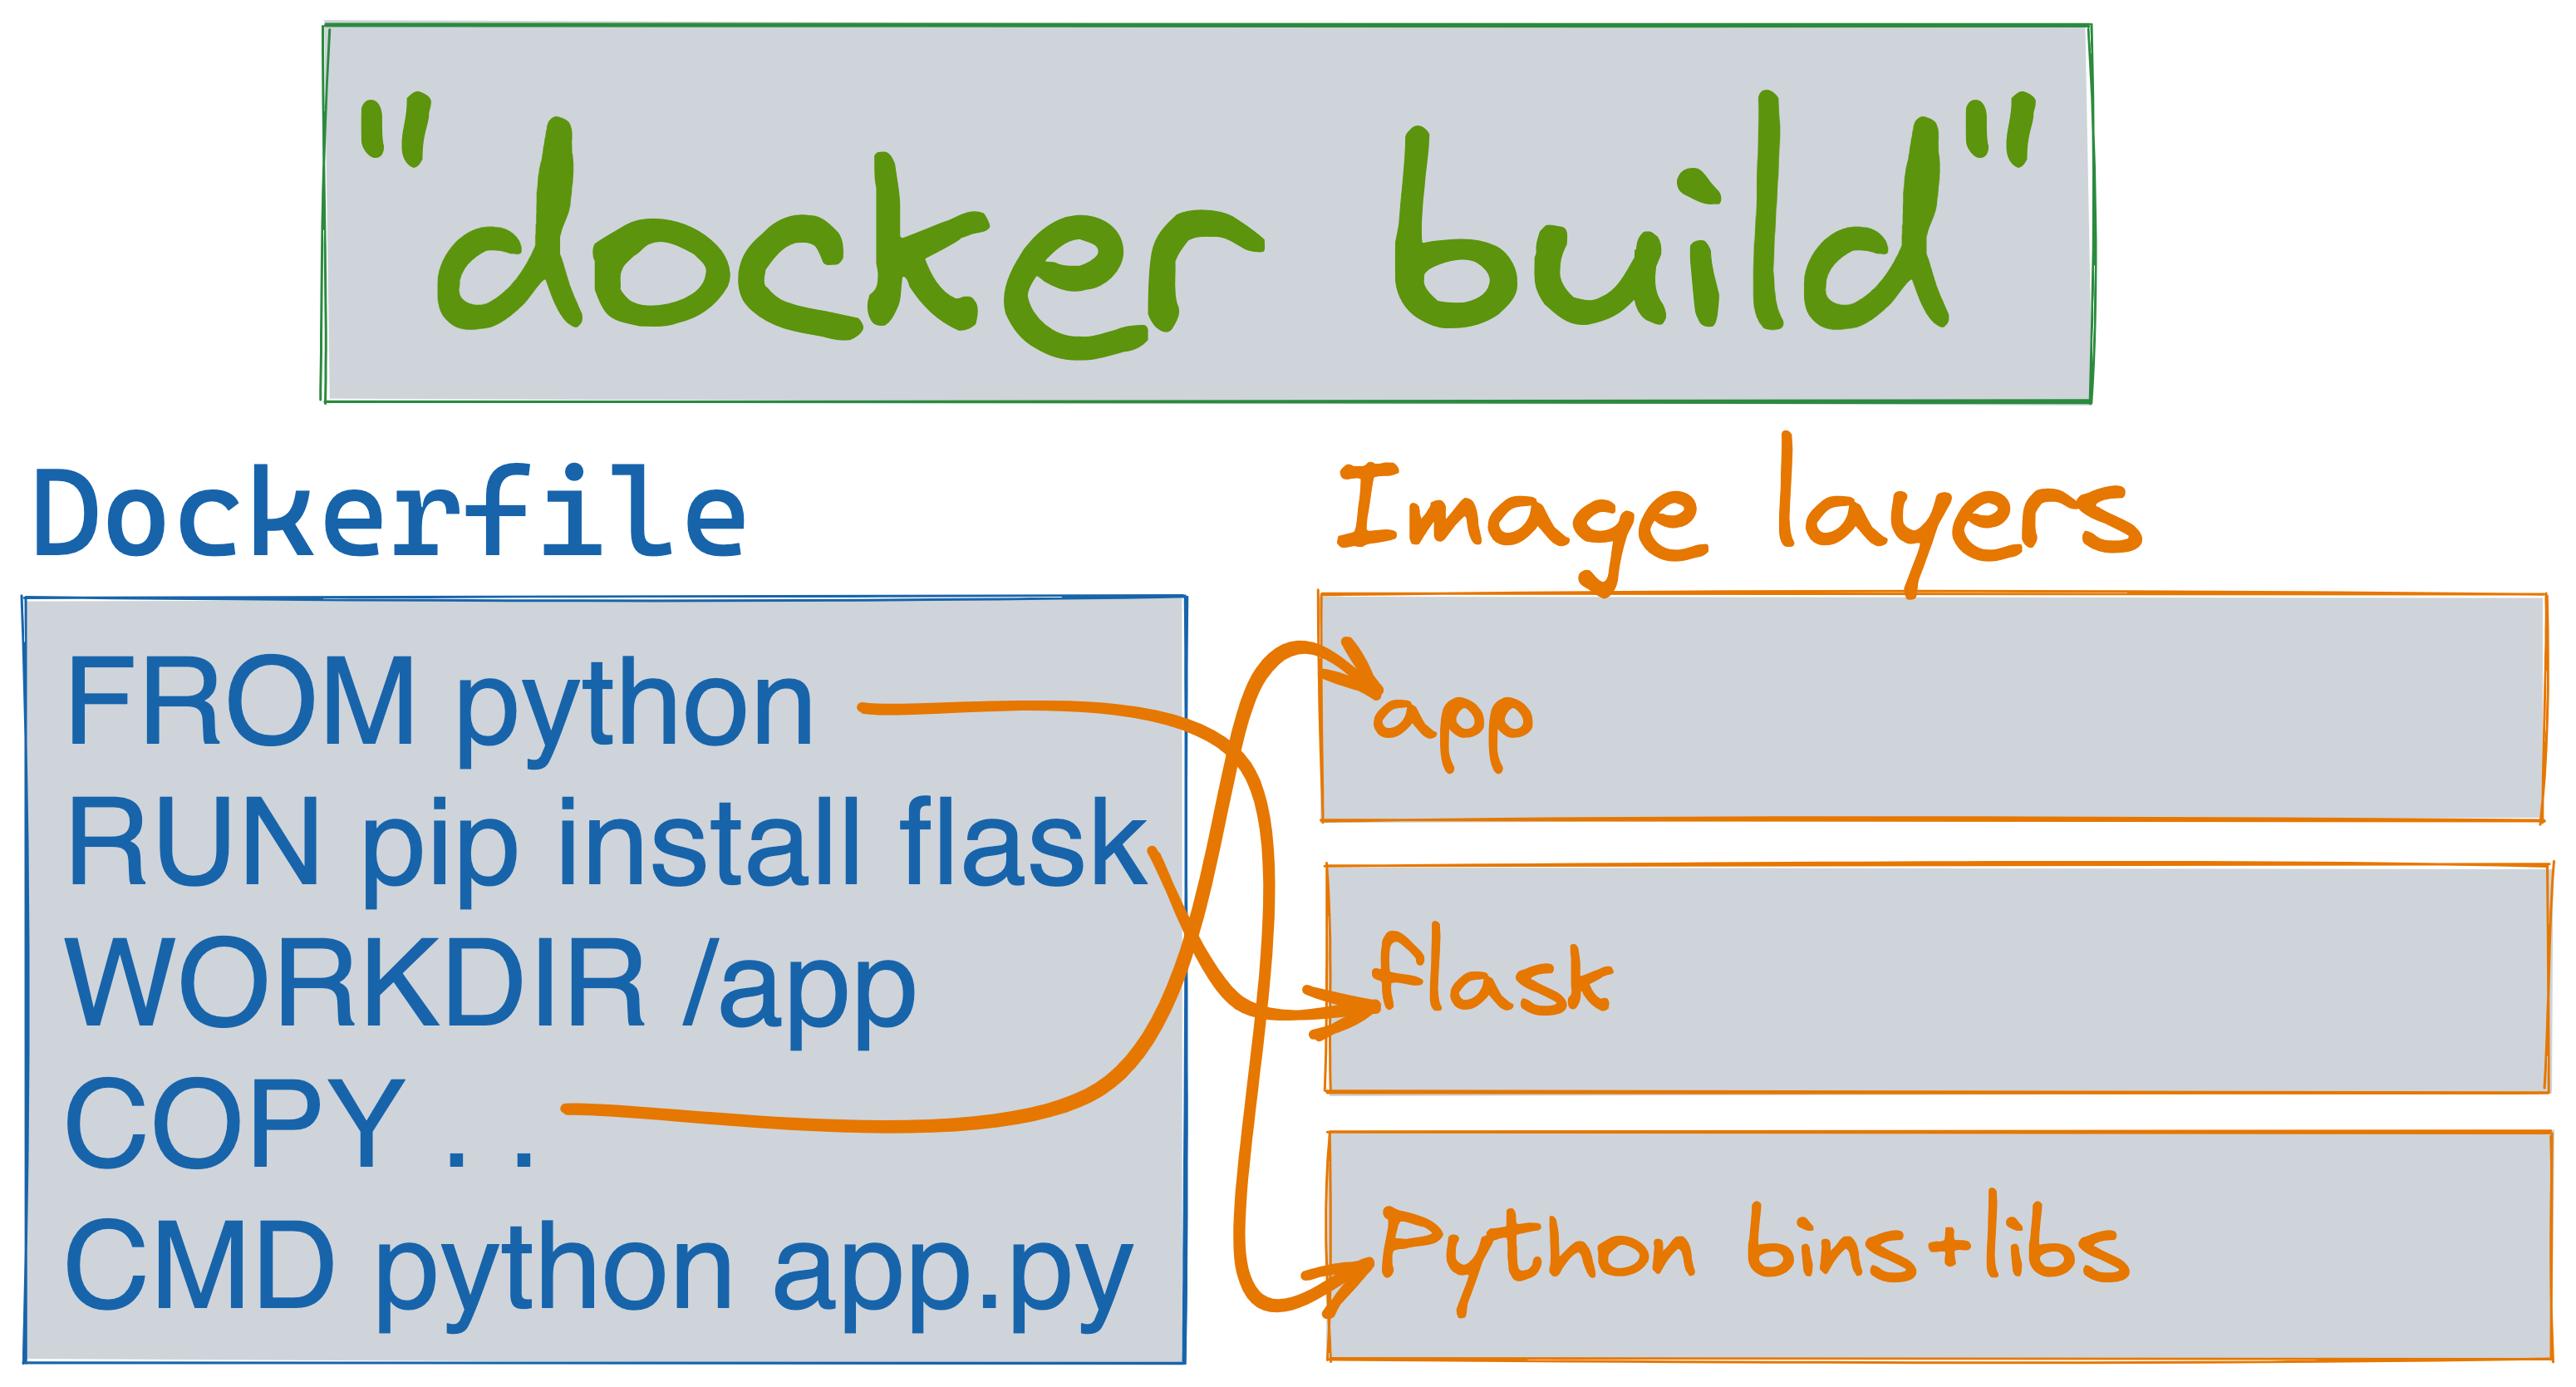 "docker build"
Dockerfile
FROM python
RUN pip install flask
WORKDIR /app
COPY . .
CMD python app.py
Image layers
app
flask
Python bins+libs